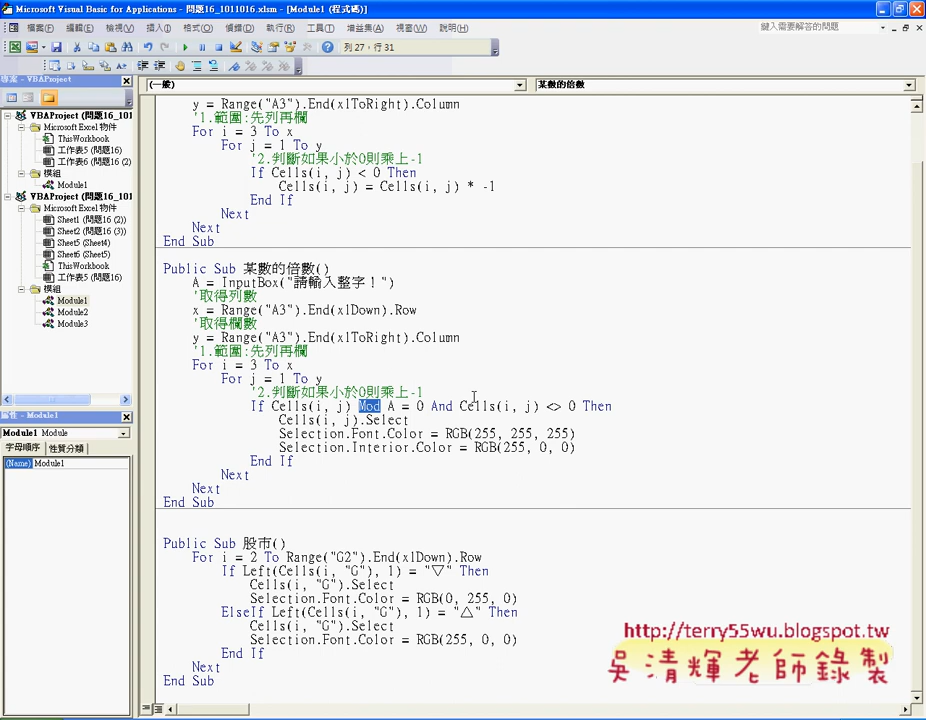 Microsoft Visual Basic for Applications - 問題16_1011016.xlsm - [Module1 (程式碼)]
檔案(F) 編輯(E) 檢視(V) 插入(I) 格式(O) 偵錯(D) 執行(R) 工具(T) 增益集(A) 視窗(W) 說明(H) 鍵入需要解答的問題
列 27，行 31
專案 - VBAProject
(一般) 某數的倍數
VBAProject (問題16_101
Microsoft Excel 物件
ThisWorkbook
工作表5 (問題16)
工作表6 (問題16 (2)
模組
Module1
VBAProject (問題16_101
Microsoft Excel 物件
Sheet1 (問題16 (2))
Sheet2 (問題16 (3))
Sheet5 (Sheet4)
Sheet6 (Sheet5)
ThisWorkbook
工作表5 (問題16)
模組
Module1
Module2
Module3
屬性 - Module1
Module1 Module
字母順序 性質分類
(Name) Module1
y = Range("A3").End(xlToRight).Column
'1.範圍:先列再欄
For i = 3 To x
For j = 1 To y
'2.判斷如果小於0則乘上-1
If Cells(i, j) < 0 Then
Cells(i, j) = Cells(i, j) * -1
End If
Next
Next
End Sub
Public Sub 某數的倍數()
A = InputBox("請輸入整字！")
'取得列數
x = Range("A3").End(xlDown).Row
'取得欄數
y = Range("A3").End(xlToRight).Column
'1.範圍:先列再欄
For i = 3 To x
For j = 1 To y
'2.判斷如果小於0則乘上-1
If Cells(i, j) Mod A = 0 And Cells(i, j) <> 0 Then
Cells(i, j).Select
Selection.Font.Color = RGB(255, 255, 255)
Selection.Interior.Color = RGB(255, 0, 0)
End If
Next
Next
End Sub
Public Sub 股市()
For i = 2 To Range("G2").End(xlDown).Row
If Left(Cells(i, "G"), 1) = "▽" Then
Cells(i, "G").Select
Selection.Font.Color = RGB(0, 255, 0)
ElseIf Left(Cells(i, "G"), 1) = "△" Then
Cells(i, "G").Select
Selection.Font.Color = RGB(255, 0, 0)
End If
Next
End Sub
http://terry55wu.blogspot.tw
吳清輝老師錄製